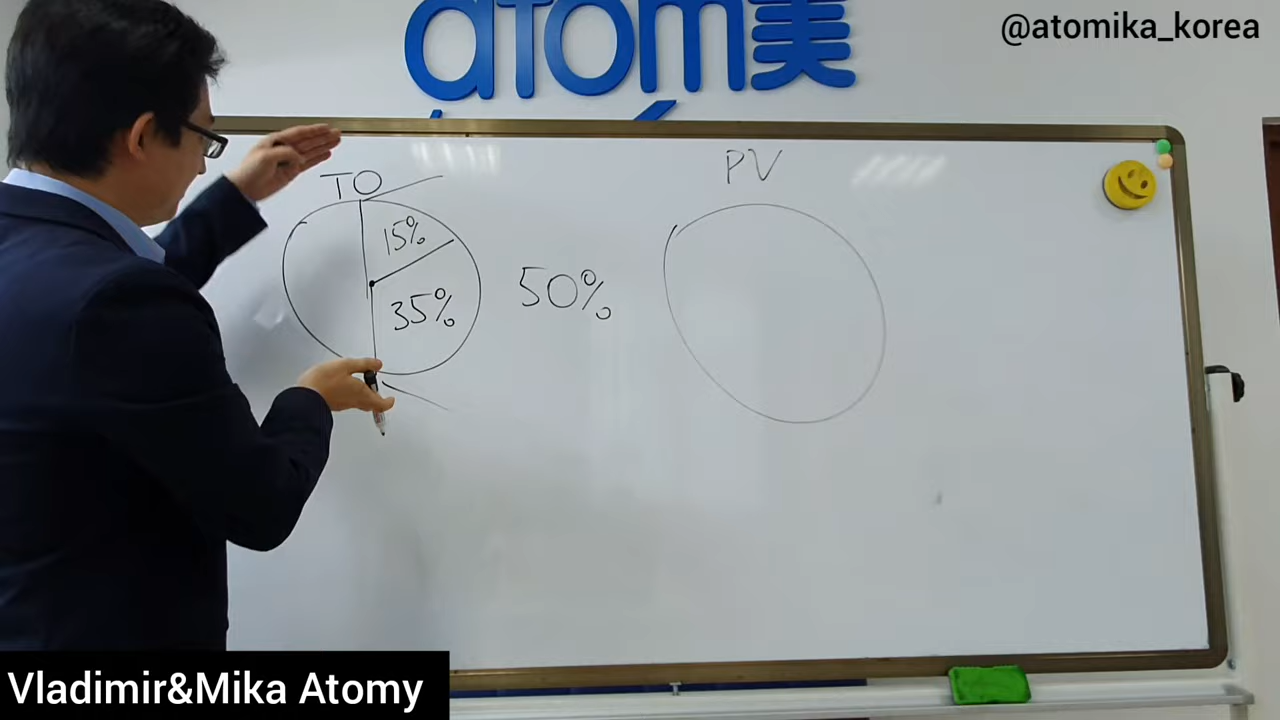 @atomika_korea
atom美
TO
PV
15%
35%
50%
Vladimir&Mika Atomy